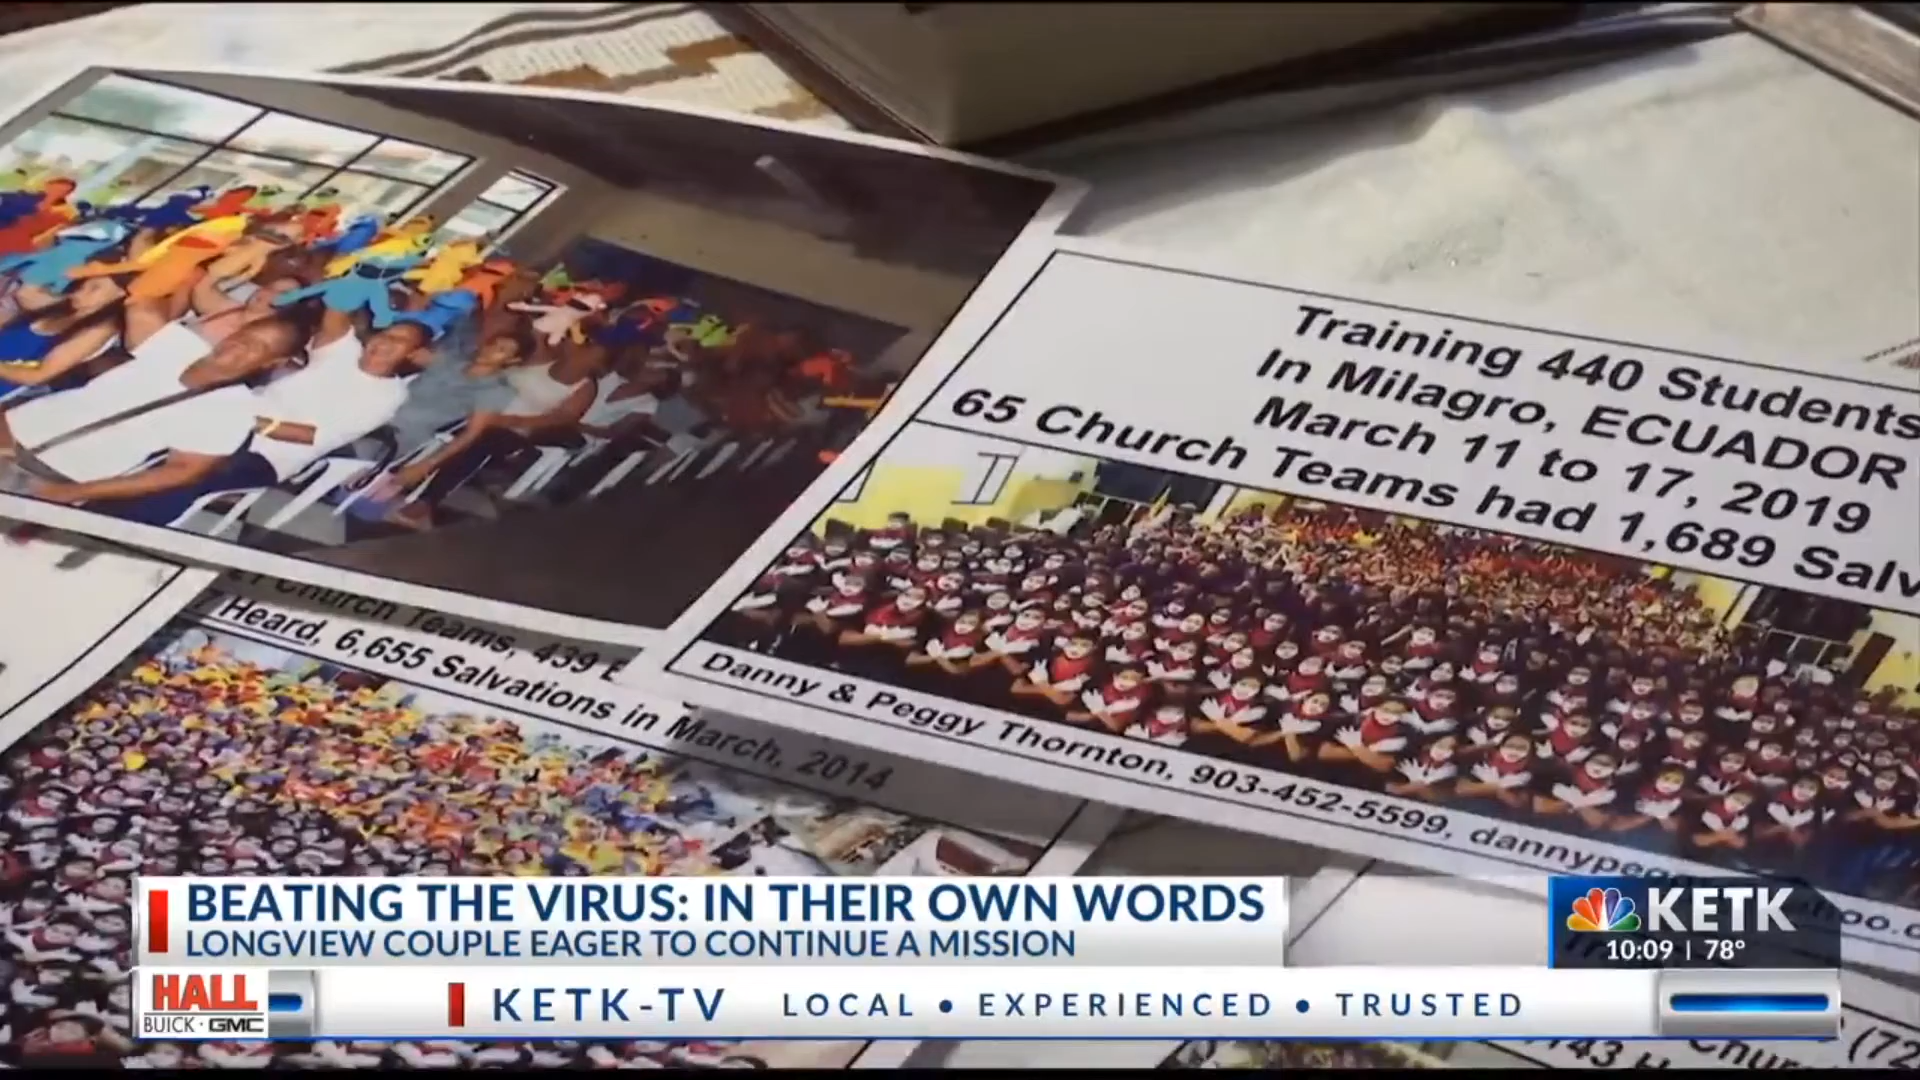 Training 440 Students
In Milagro, ECUADOR
March 11 to 17, 2019
65 Church Teams had 1,689
Danny & Peggy Thornton, 903-452-5599,
Church Teams, 439
Heard, 6,655 Salvations in March, 2014
BEATING THE VIRUS: IN THEIR OWN WORDS
LONGVIEW COUPLE EAGER TO CONTINUE A MISSION
KETK
10:09 | 78°
HALL
BUICK · GMC
KETK-TV LOCAL • EXPERIENCED • TRUSTED